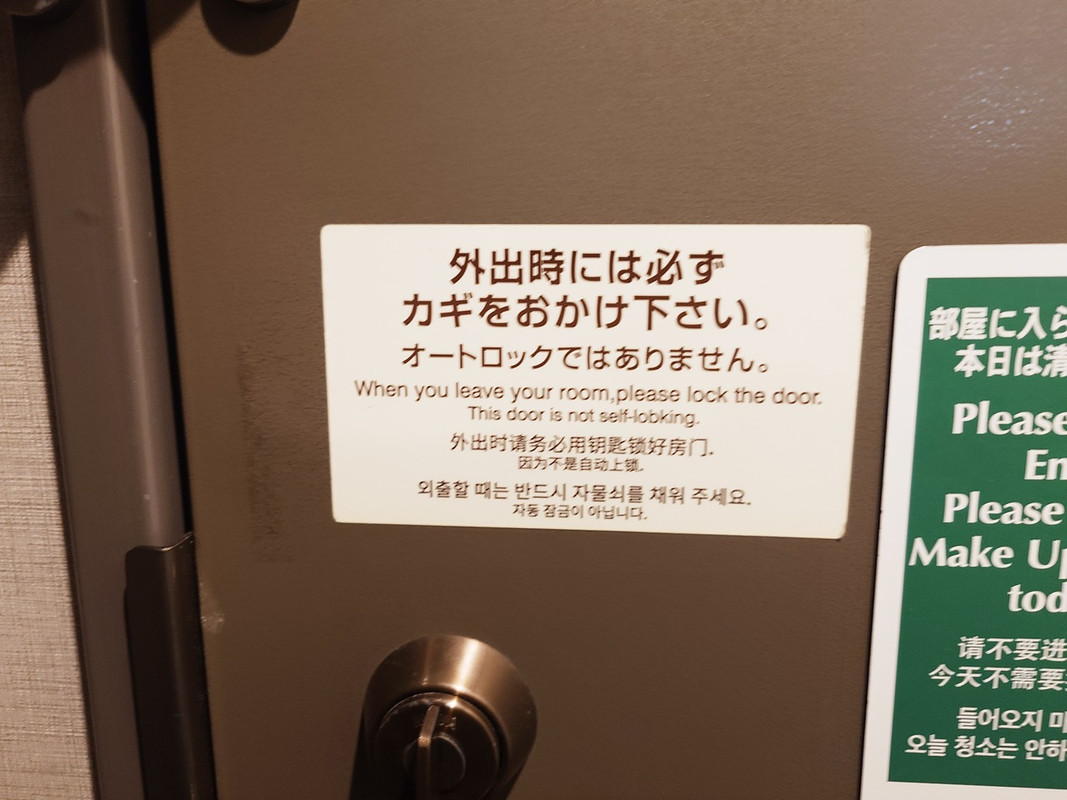 外出時には必ず
カギをおかけ下さい。
オートロックではありません。
When you leave your room,please lock the door.
This door is not self-lobking.
外出时请务必用钥匙锁好房门.
因为不是自动上锁.
외출할 때는 반드시 자물쇠를 채워 주세요.
자동 잠금이 아닙니다.
部屋に入ら
本日は清
Please
En
Please
Make Up
tod
请不要进
今天不需要
들어오지 마
오늘 청소는 안하